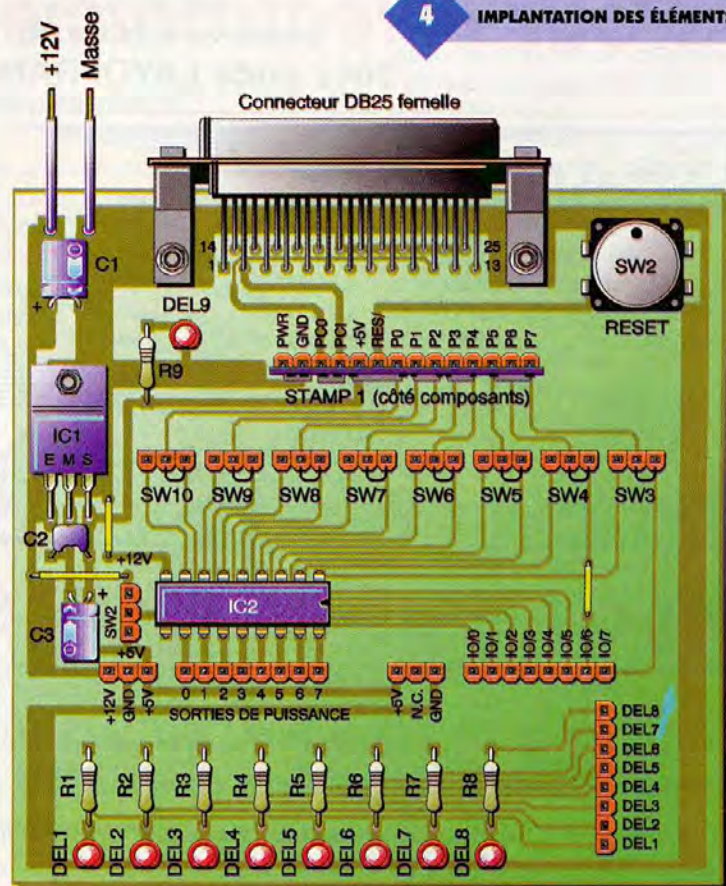 4 IMPLANTATION DES ÉLÉMENTS
+12V
Masse
Connecteur DB25 femelle
14
25
1
13
C1
+
SW2
RESET
DEL9
R9
PWR
GND
PC0
PCI
+5V
RES/
P0
P1
P2
P3
P4
P5
P6
P7
STAMP 1 (côté composants)
IC1
E M S
SW10 SW9 SW8 SW7 SW6 SW5 SW4 SW3
C2
+12V
IC2
+
SW2
C3
+5V
IO/0
IO/1
IO/2
IO/3
IO/4
IO/5
IO/6
IO/7
+12V
GND
+5V
0 1 2 3 4 5 6 7
SORTIES DE PUISSANCE
+5V
N.C.
GND
DEL8
DEL7
DEL6
DEL5
DEL4
DEL3
DEL2
DEL1
R1 R2 R3 R4 R5 R6 R7 R8
DEL1 DEL2 DEL3 DEL4 DEL5 DEL6 DEL7 DEL8